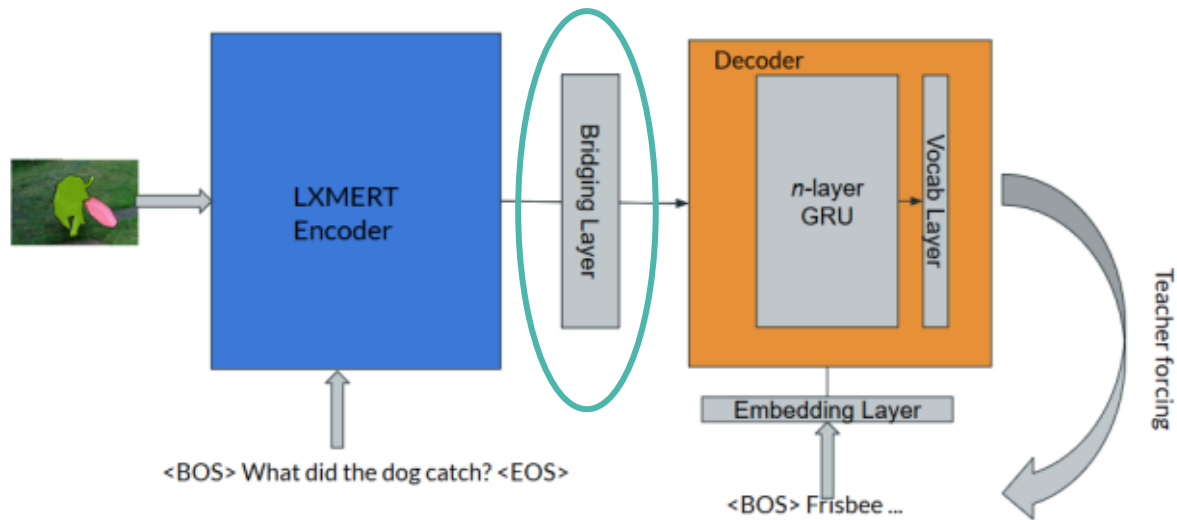 LXMERT
Encoder
<BOS> What did the dog catch? <EOS>
Bridging Layer
Decoder
n-layer
GRU
Vocab Layer
Embedding Layer
<BOS> Frisbee ...
Teacher forcing